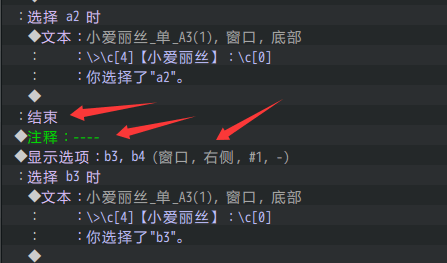 ：选择 a2 时
◆文本：小爱丽丝_单_A3(1), 窗口, 底部
：　：\>\c[4]【小爱丽丝】：\c[0]
：　：你选择了"a2"。
◆
：结束
◆注释：----
◆显示选项：b3, b4 (窗口, 右侧, #1, -)
：选择 b3 时
◆文本：小爱丽丝_单_A3(1), 窗口, 底部
：　：\>\c[4]【小爱丽丝】：\c[0]
：　：你选择了"b3"。
◆